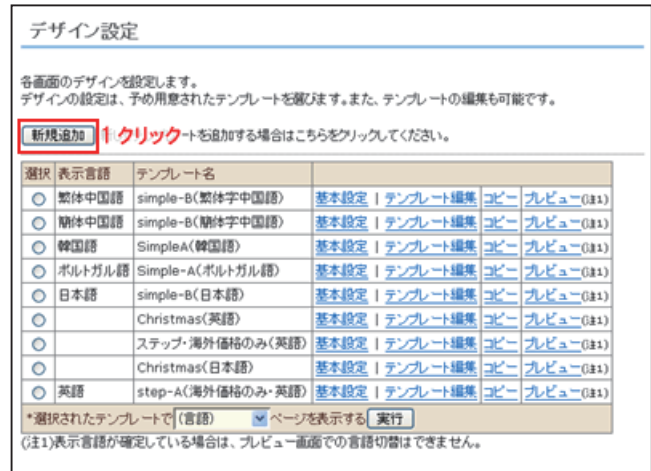 デザイン設定
各画面のデザインを設定します。
デザインの設定は、予め用意されたテンプレートを選びます。また、テンプレートの編集も可能です。
新規追加 1 クリック ートを追加する場合はこちらをクリックしてください。
選択 表示言語 テンプレート名
繁体中国語 simple-B(繁体字中国語) 基本設定 | テンプレート編集 コピー プレビュー(注1)
簡体中国語 simple-B(簡体字中国語) 基本設定 | テンプレート編集 コピー プレビュー(注1)
韓国語 SimpleA(韓国語) 基本設定 | テンプレート編集 コピー プレビュー(注1)
ポルトガル語 Simple-A(ポルトガル語) 基本設定 | テンプレート編集 コピー プレビュー(注1)
日本語 simple-B(日本語) 基本設定 | テンプレート編集 コピー プレビュー(注1)
Christmas(英語) 基本設定 | テンプレート編集 コピー プレビュー(注1)
ステップ・海外価格のみ(英語) 基本設定 | テンプレート編集 コピー プレビュー(注1)
Christmas(日本語) 基本設定 | テンプレート編集 コピー プレビュー(注1)
英語 step-A(海外価格のみ・英語) 基本設定 | テンプレート編集 コピー プレビュー(注1)
*選択されたテンプレートで (言語) ページを表示する 実行
(注1)表示言語が確定している場合は、プレビュー画面での言語切替はできません。